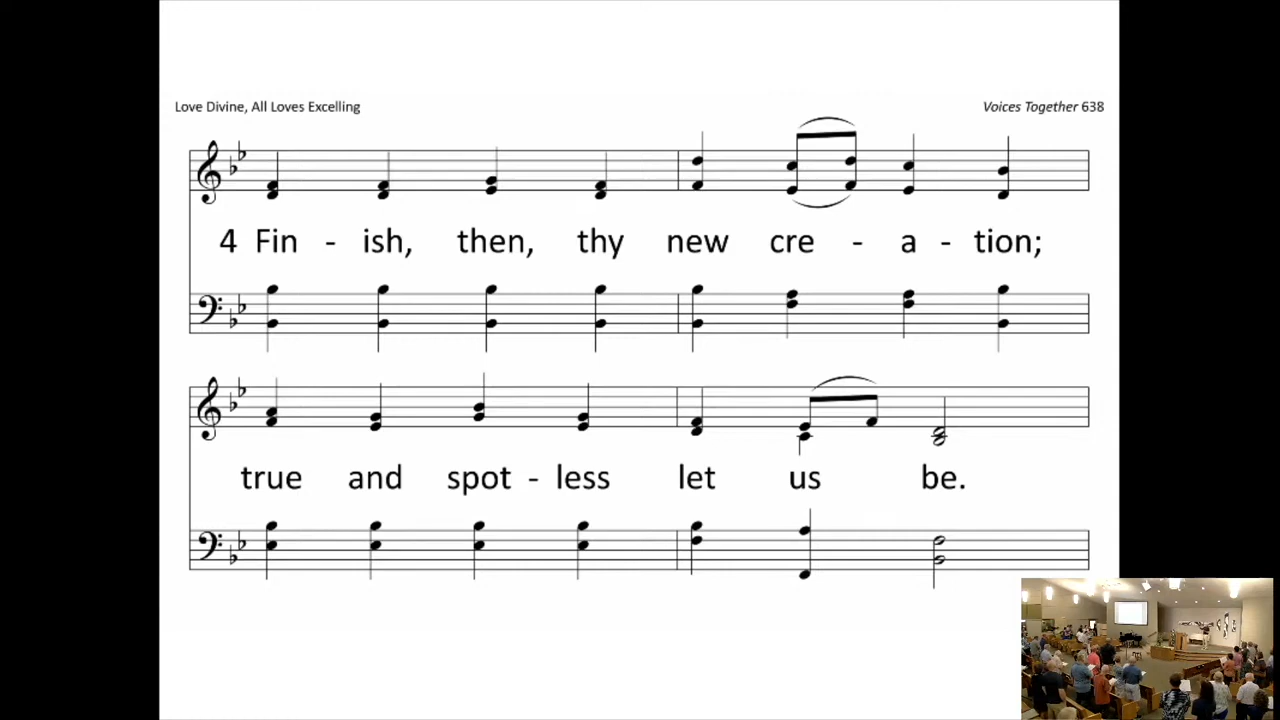 Love Divine, All Loves Excelling
Voices Together 638
4 Fin - ish, then, thy new cre - a - tion;
true and spot - less let us be.